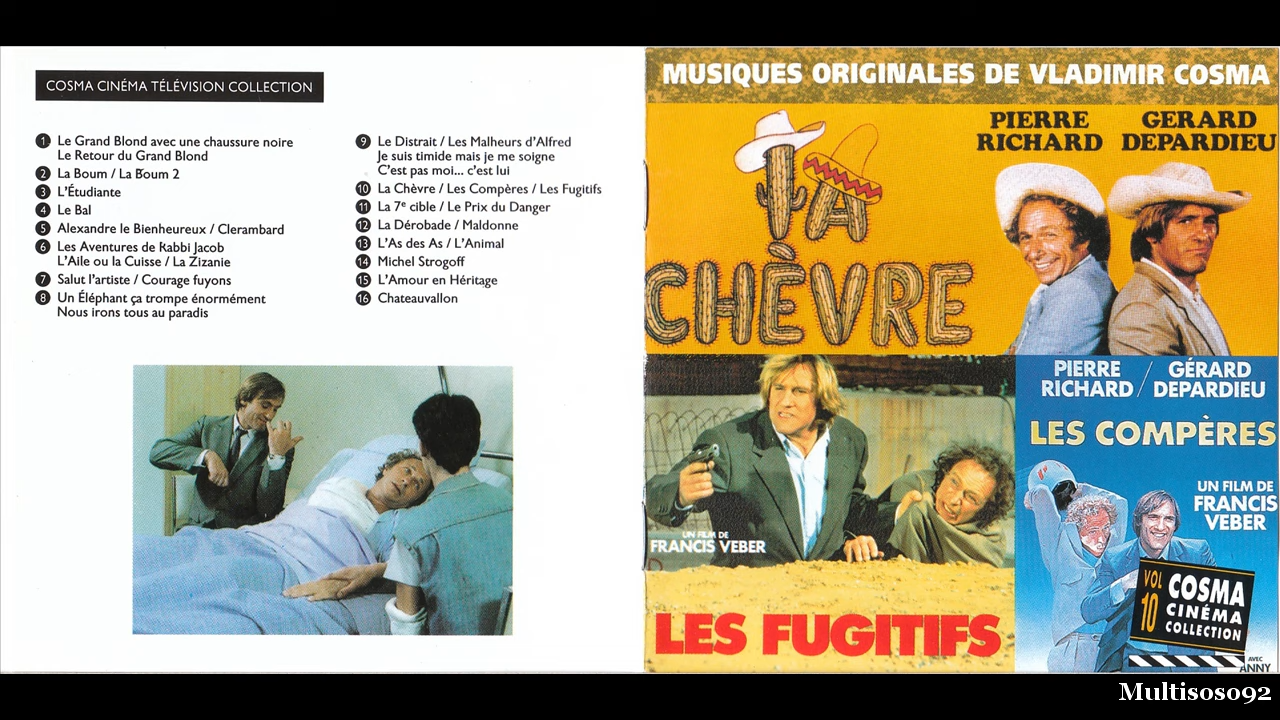 COSMA CINÉMA TÉLÉVISION COLLECTION
1 Le Grand Blond avec une chaussure noire
Le Retour du Grand Blond
2 La Boum / La Boum 2
3 L'Étudiante
4 Le Bal
5 Alexandre le Bienheureux / Clerambard
6 Les Aventures de Rabbi Jacob
L'Aile ou la Cuisse / La Zizanie
7 Salut l'artiste / Courage fuyons
8 Un Éléphant ça trompe énormément
Nous irons tous au paradis
9 Le Distrait / Les Malheurs d'Alfred
Je suis timide mais je me soigne
C'est pas moi... c'est lui
10 La Chèvre / Les Compères / Les Fugitifs
11 La 7e cible / Le Prix du Danger
12 La Dérobade / Maldonne
13 L'As des As / L'Animal
14 Michel Strogoff
15 L'Amour en Héritage
16 Chateauvallon
MUSIQUES ORIGINALES DE VLADIMIR COSMA
PIERRE RICHARD
GERARD DEPARDIEU
LA
CHÈVRE
UN FILM DE
FRANCIS VEBER
LES FUGITIFS
PIERRE RICHARD / GÉRARD DEPARDIEU
LES COMPÈRES
UN FILM DE
FRANCIS
VEBER
VOL 10
COSMA
CINÉMA
COLLECTION
AVEC
ANNY
Multisoso92